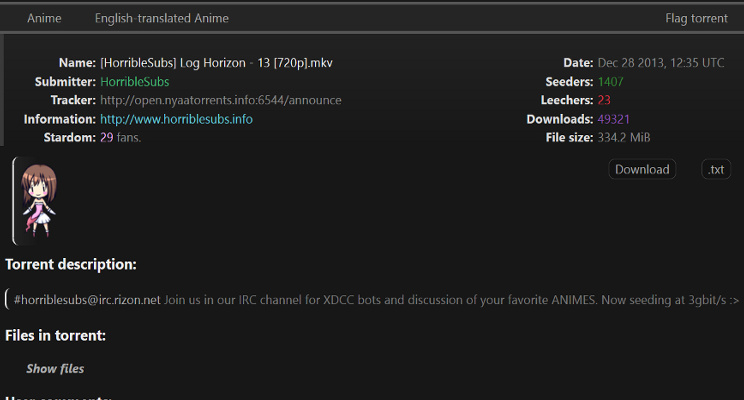 Anime English-translated Anime Flag torrent
Name: [HorribleSubs] Log Horizon - 13 [720p].mkv Date: Dec 28 2013, 12:35 UTC
Submitter: HorribleSubs Seeders: 1407
Tracker: http://open.nyaatorrents.info:6544/announce Leechers: 23
Information: http://www.horriblesubs.info Downloads: 49321
Stardom: 29 fans. File size: 334.2 MiB
Download .txt
Torrent description:
#horriblesubs@irc.rizon.net Join us in our IRC channel for XDCC bots and discussion of your favorite ANIMES. Now seeding at 3gbit/s :>
Files in torrent:
Show files